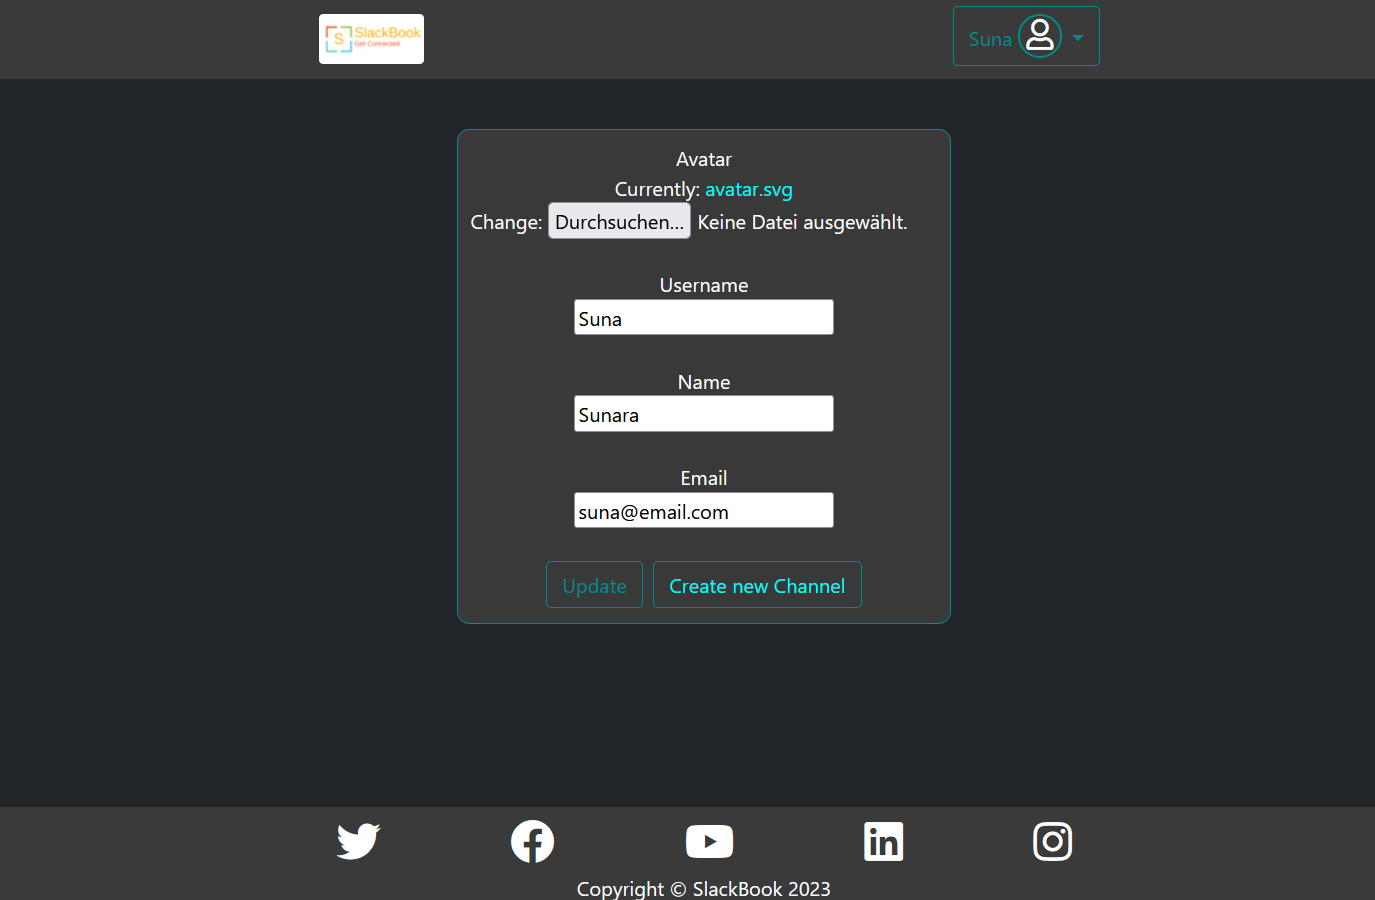 S SlackBook
Get Connected
Suna
Avatar
Currently: avatar.svg
Change: Durchsuchen... Keine Datei ausgewählt.
Username
Suna
Name
Sunara
Email
suna@email.com
Update Create new Channel
Copyright © SlackBook 2023